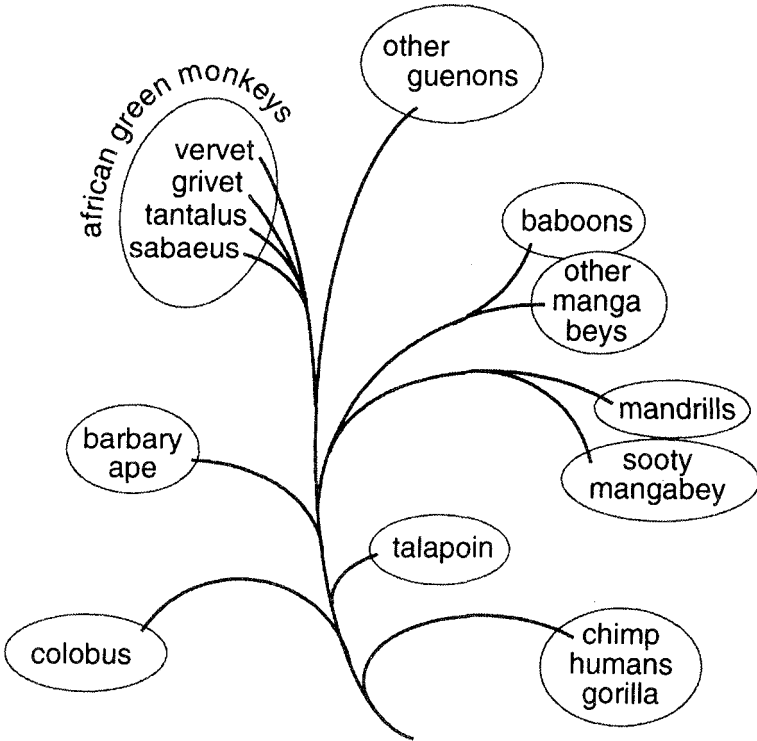 other
guenons
african green monkeys
vervet
grivet
tantalus
sabaeus
baboons
other
manga
beys
mandrills
barbary
ape
sooty
mangabey
talapoin
colobus
chimp
humans
gorilla